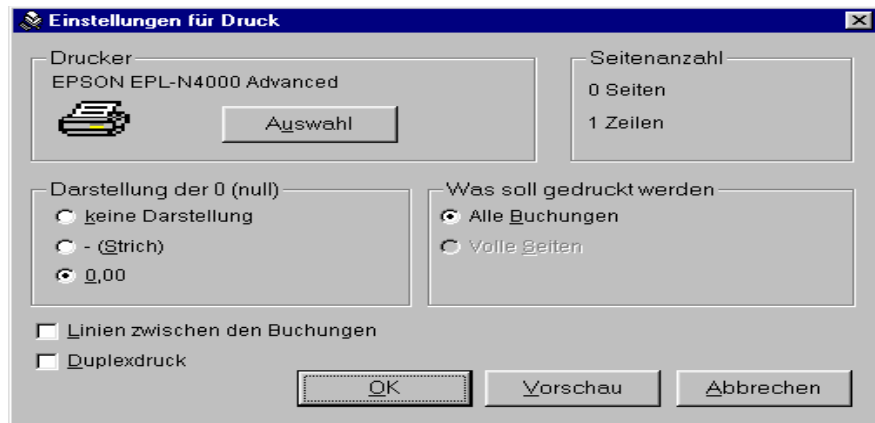 Einstellungen für Druck
Drucker
EPSON EPL-N4000 Advanced
Auswahl
Seitenanzahl
0 Seiten
1 Zeilen
Darstellung der 0 (null)
keine Darstellung
- (Strich)
0,00
Was soll gedruckt werden
Alle Buchungen
Volle Seiten
Linien zwischen den Buchungen
Duplexdruck
OK
Vorschau
Abbrechen